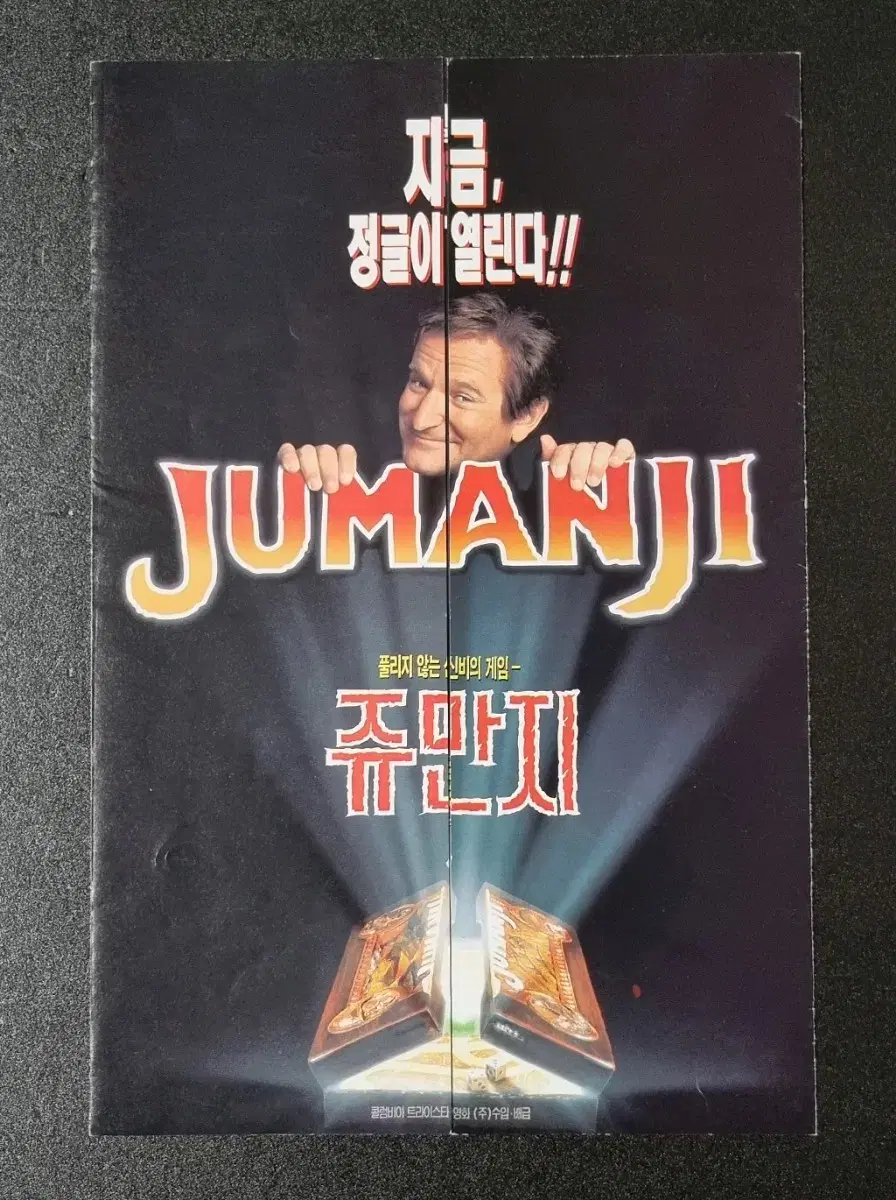 지금,
정글이 열린다!!
JUMANJI
풀리지 않는 신비의 게임-
쥬만지
JUMANJI
콜럼비아 트라이스타 영화 (주)수입·배급